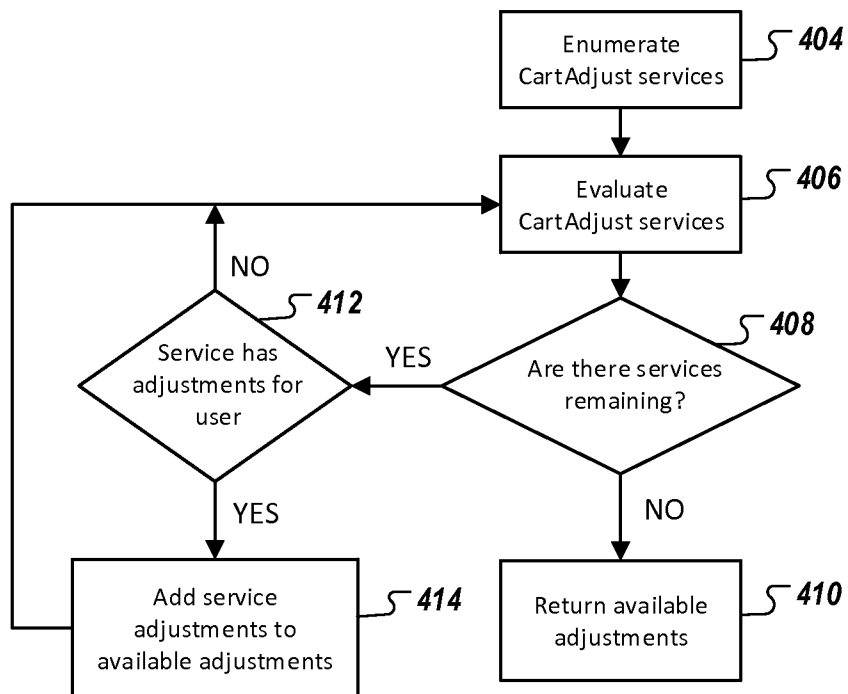 Enumerate
CartAdjust services
404
Evaluate
CartAdjust services
406
NO
412
Service has
adjustments for
user
YES
Are there services
remaining?
408
YES
NO
Add service
adjustments to
available adjustments
414
Return available
adjustments
410